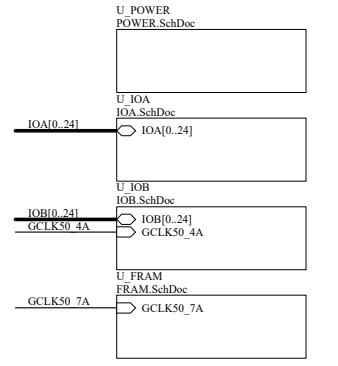 U_POWER
POWER.SchDoc
U_IOA
IOA.SchDoc
IOA[0..24]
IOA[0..24]
U_IOB
IOB.SchDoc
IOB[0..24]
IOB[0..24]
GCLK50_4A
GCLK50_4A
U_FRAM
FRAM.SchDoc
GCLK50_7A
GCLK50_7A